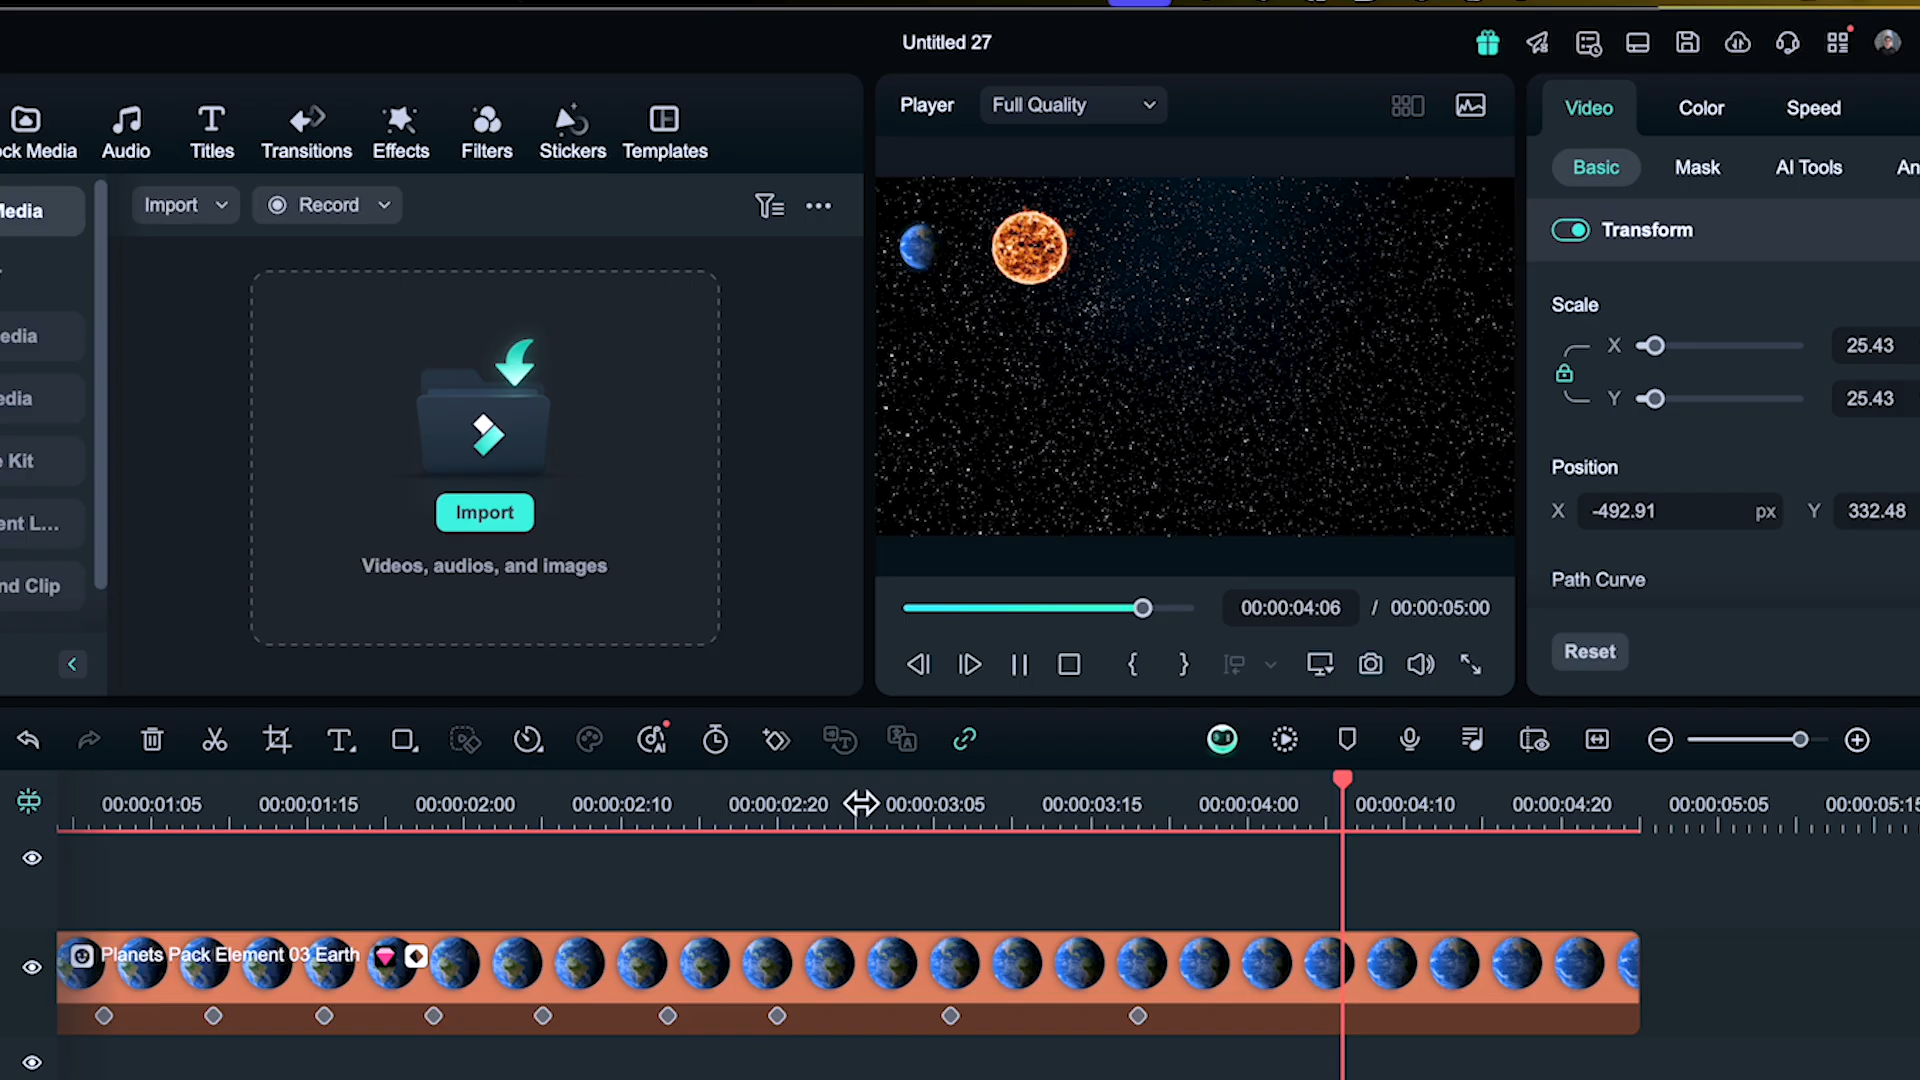 Untitled 27
ck Media
Audio
Titles
Transitions
Effects
Filters
Stickers
Templates
Player
Full Quality
Video
Color
Speed
Basic
Mask
AI Tools
An
Import
Record
Media
Transform
Scale
X
25.43
Y
25.43
edia
edia
Kit
ent L...
nd Clip
Import
Videos, audios, and images
Position
X -492.91 px Y 332.48
Path Curve
00:00:04:06 / 00:00:05:00
Reset
00:00:01:05
00:00:01:15
00:00:02:00
00:00:02:10
00:00:02:20
00:00:03:05
00:00:03:15
00:00:04:00
00:00:04:10
00:00:04:20
00:00:05:05
00:00:05:15
Planets Pack Element 03 Earth